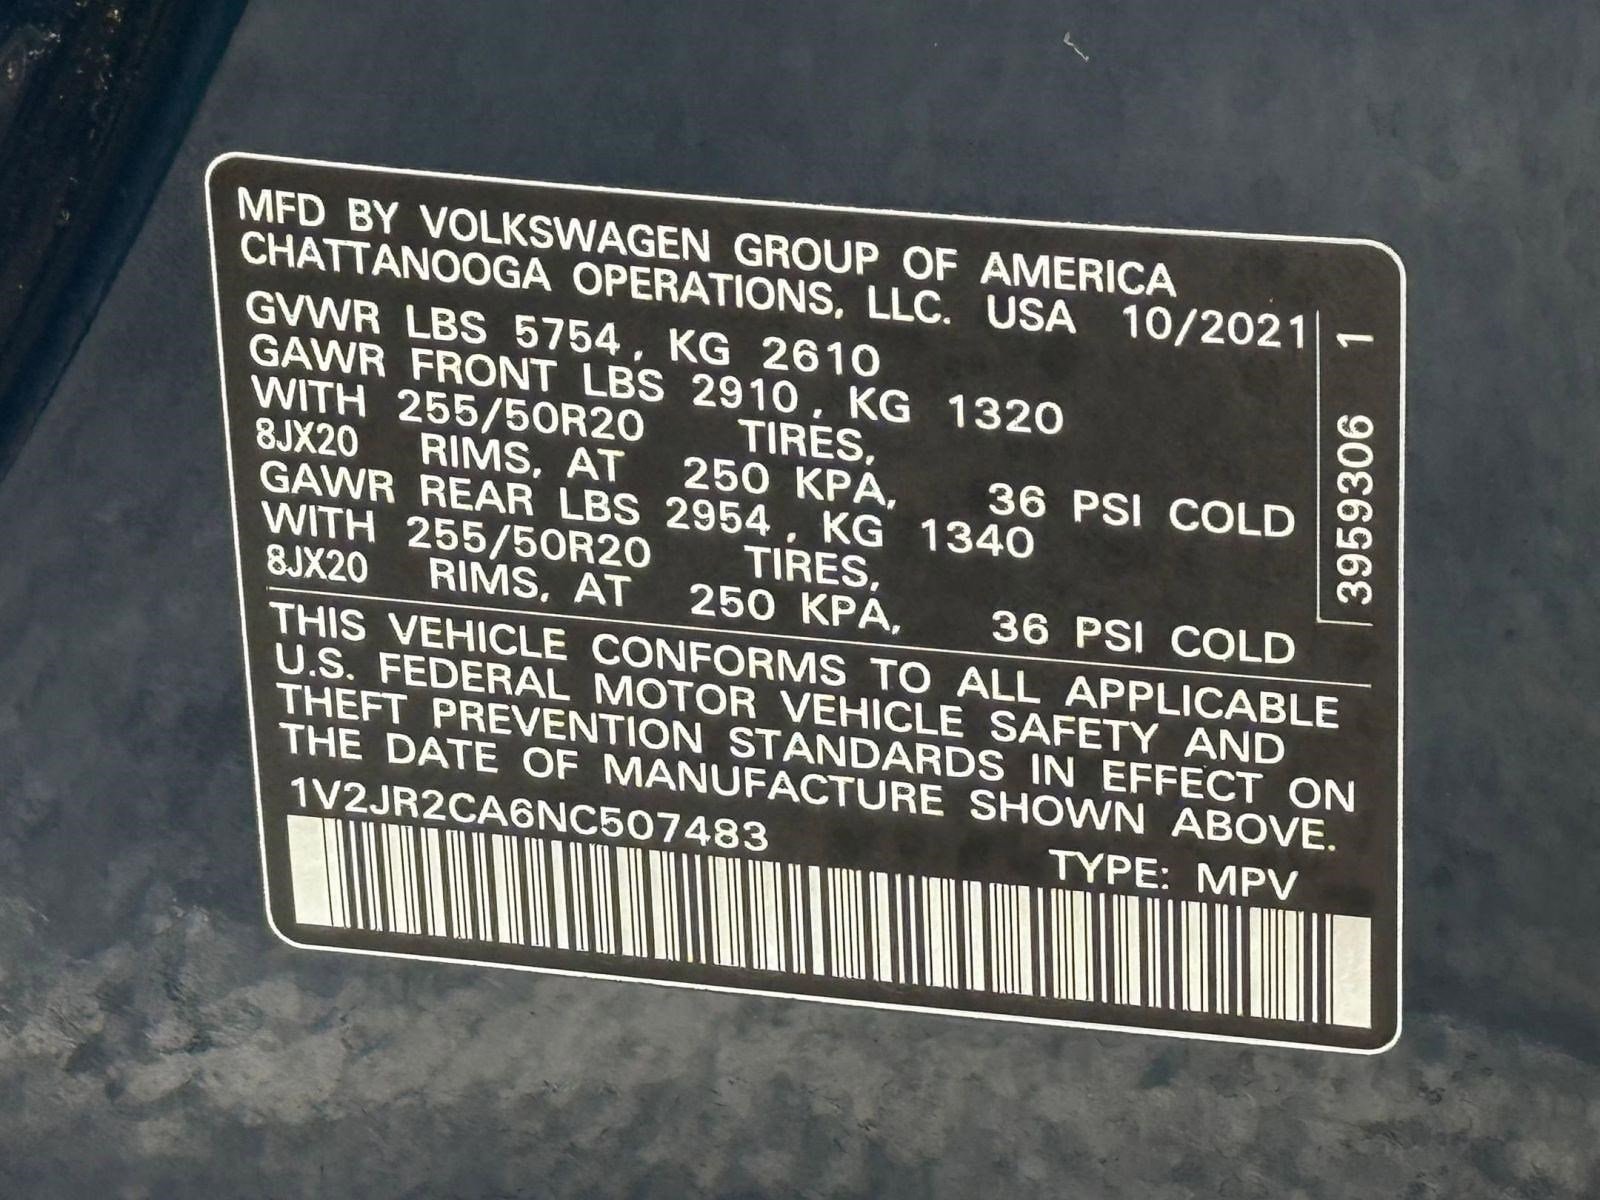 MFD BY VOLKSWAGEN GROUP OF AMERICA
CHATTANOOGA OPERATIONS, LLC. USA 10/2021
GVWR LBS 5754, KG 2610
GAWR FRONT LBS 2910, KG 1320
WITH 255/50R20 TIRES,
8JX20 RIMS, AT 250 KPA, 36 PSI COLD
GAWR REAR LBS 2954, KG 1340
WITH 255/50R20 TIRES,
8JX20 RIMS, AT 250 KPA, 36 PSI COLD
3959306 1
THIS VEHICLE CONFORMS TO ALL APPLICABLE
U.S. FEDERAL MOTOR VEHICLE SAFETY AND
THEFT PREVENTION STANDARDS IN EFFECT ON
THE DATE OF MANUFACTURE SHOWN ABOVE.
1V2JR2CA6NC507483
TYPE: MPV